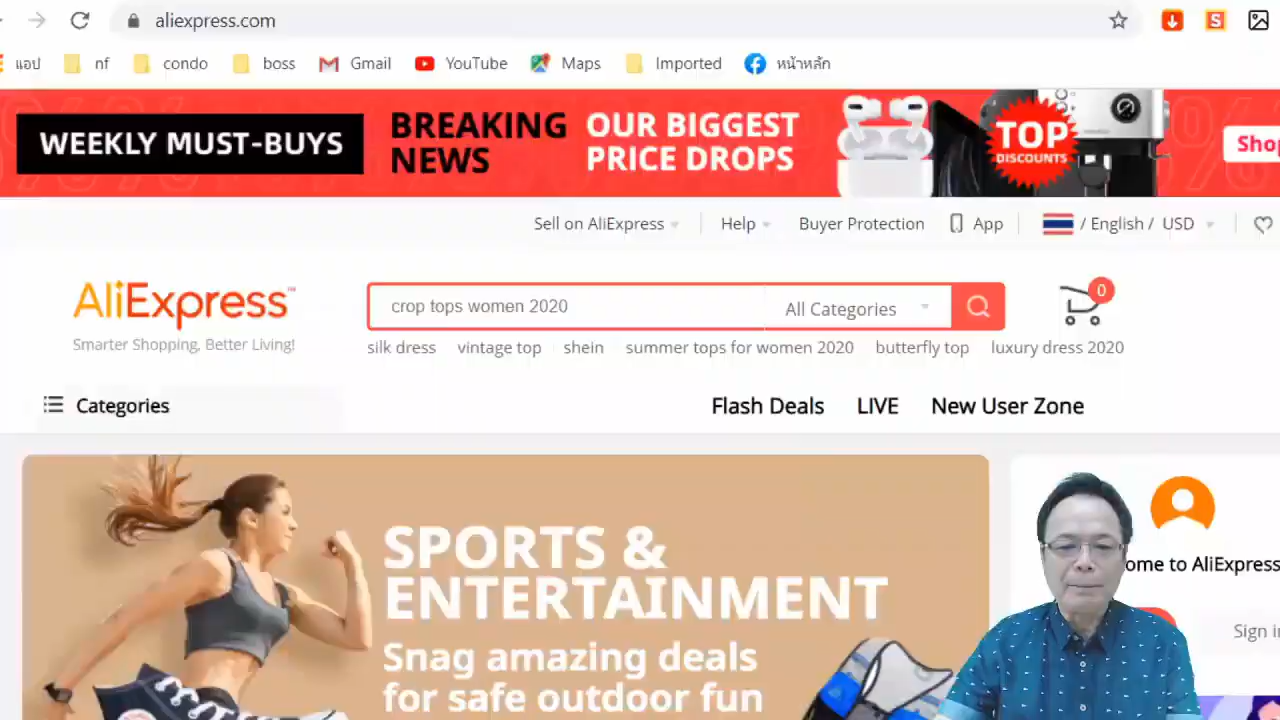 aliexpress.com
แอป nf condo boss Gmail YouTube Maps Imported หน้าหลัก
WEEKLY MUST-BUYS
BREAKING
NEWS
OUR BIGGEST
PRICE DROPS
TOP
DISCOUNTS
Sell on AliExpress Help Buyer Protection App / English / USD
AliExpress™
Smarter Shopping, Better Living!
crop tops women 2020 All Categories
0
silk dress vintage top shein summer tops for women 2020 butterfly top luxury dress 2020
Categories Flash Deals LIVE New User Zone
SPORTS &
ENTERTAINMENT
Snag amazing deals
for safe outdoor fun
to AliExpress
Sign